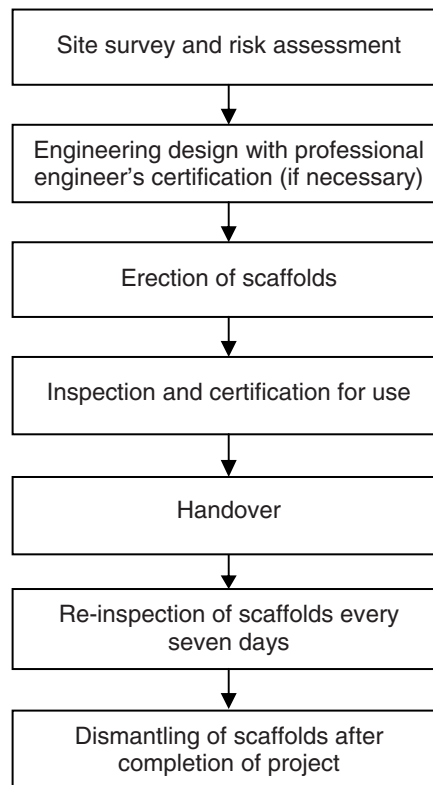 Site survey and risk assessment
Engineering design with professional
engineer's certification (if necessary)
Erection of scaffolds
Inspection and certification for use
Handover
Re-inspection of scaffolds every
seven days
Dismantling of scaffolds after
completion of project